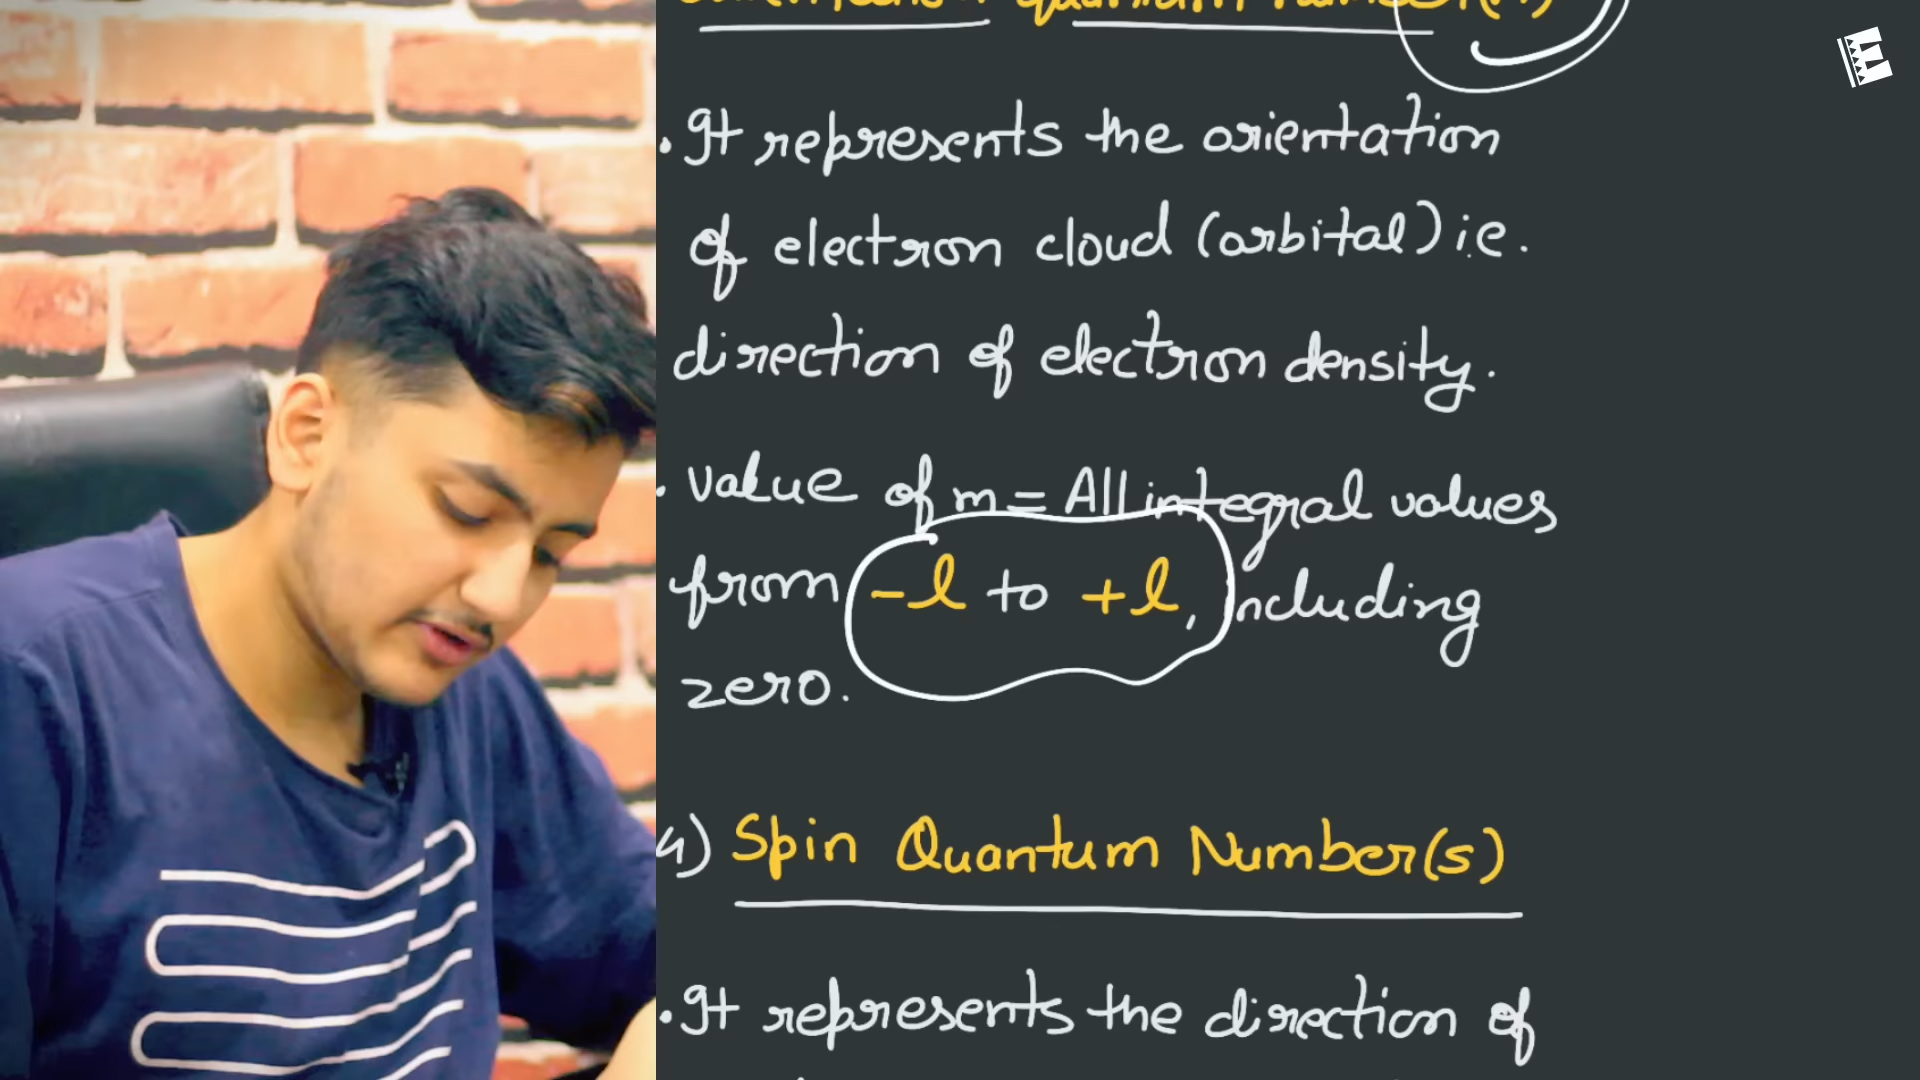 • It represents the orientation
of electron cloud (orbital) i.e.
direction of electron density.
• Value of m = All integral values
from -l to +l, Including
zero.
4) Spin Quantum Number(s)
• It represents the direction of